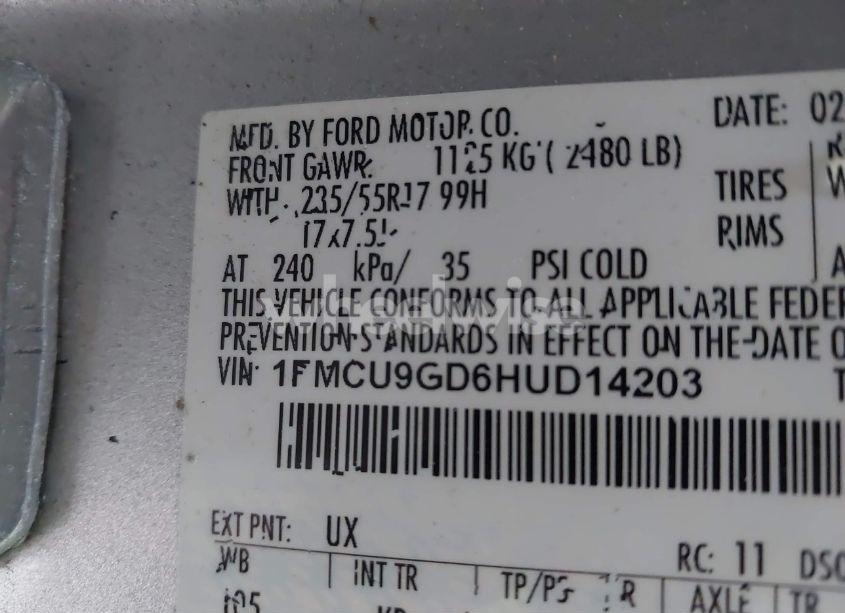 MFD. BY FORD MOTOR CO. DATE: 02
FRONT GAWR: 1125 KG ( 2480 LB)
WITH 235/55R17 99H TIRES
17x7.5J RIMS
AT 240 kPa/ 35 PSI COLD A
THIS VEHICLE CONFORMS TO ALL APPLICABLE FEDER
PREVENTION STANDARDS IN EFFECT ON THE DATE O
VIN: 1FMCU9GD6HUD14203 T
EXT PNT: UX RC: 11 DSO
WB INT TR TP/PS R AXLE TR
105